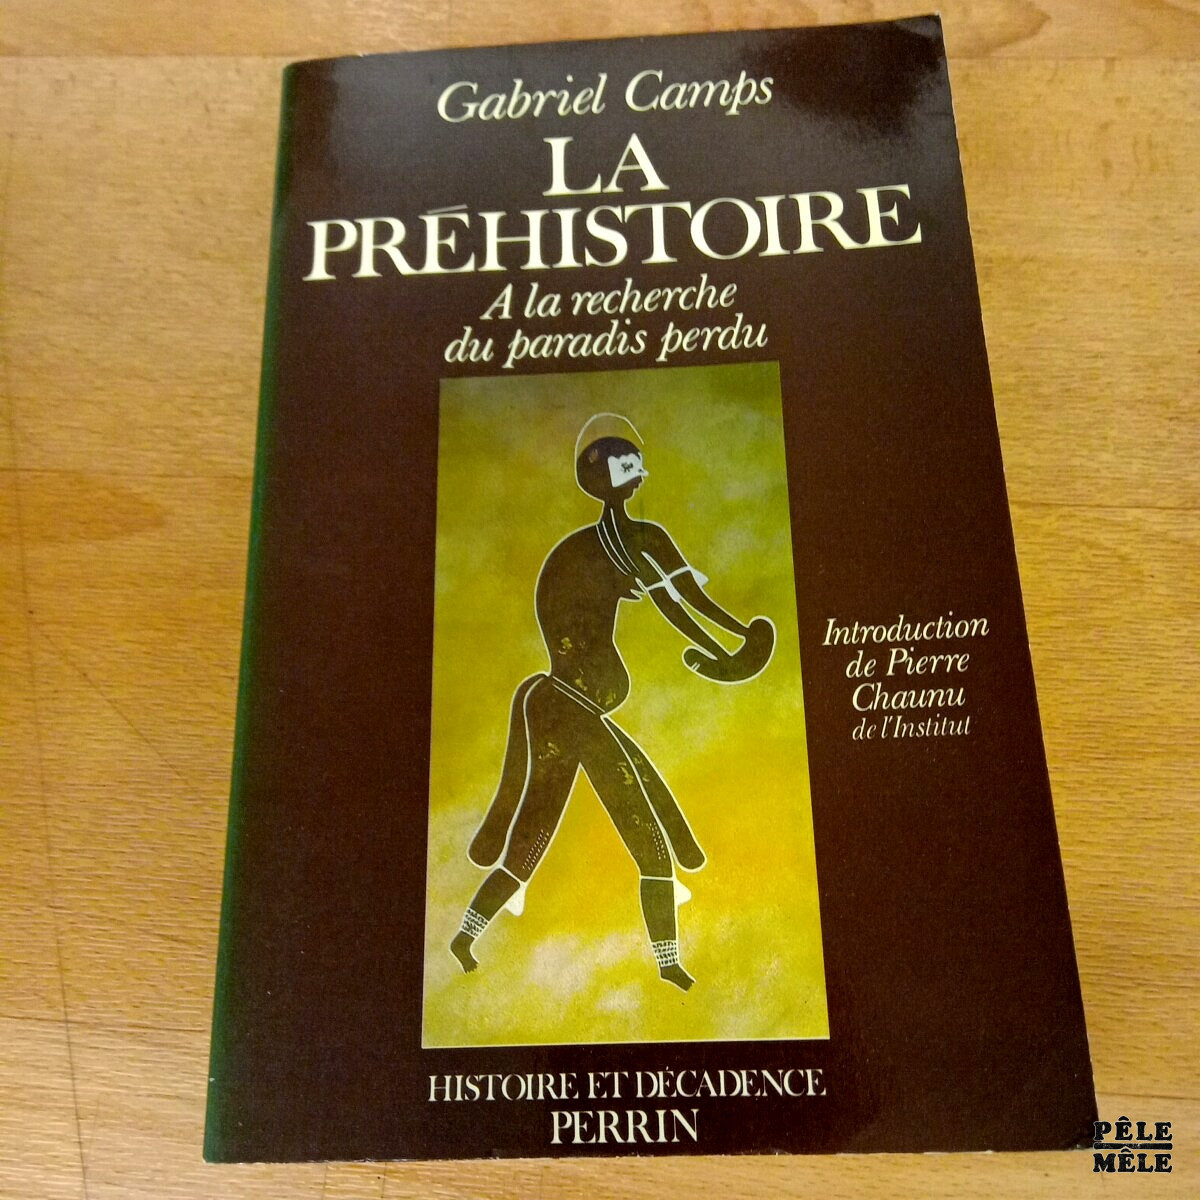 Gabriel Camps
LA
PRÉHISTOIRE
A la recherche
du paradis perdu
Introduction
de Pierre
Chaunu
de l'Institut
HISTOIRE ET DÉCADENCE
PERRIN
PÊLE
MÊLE